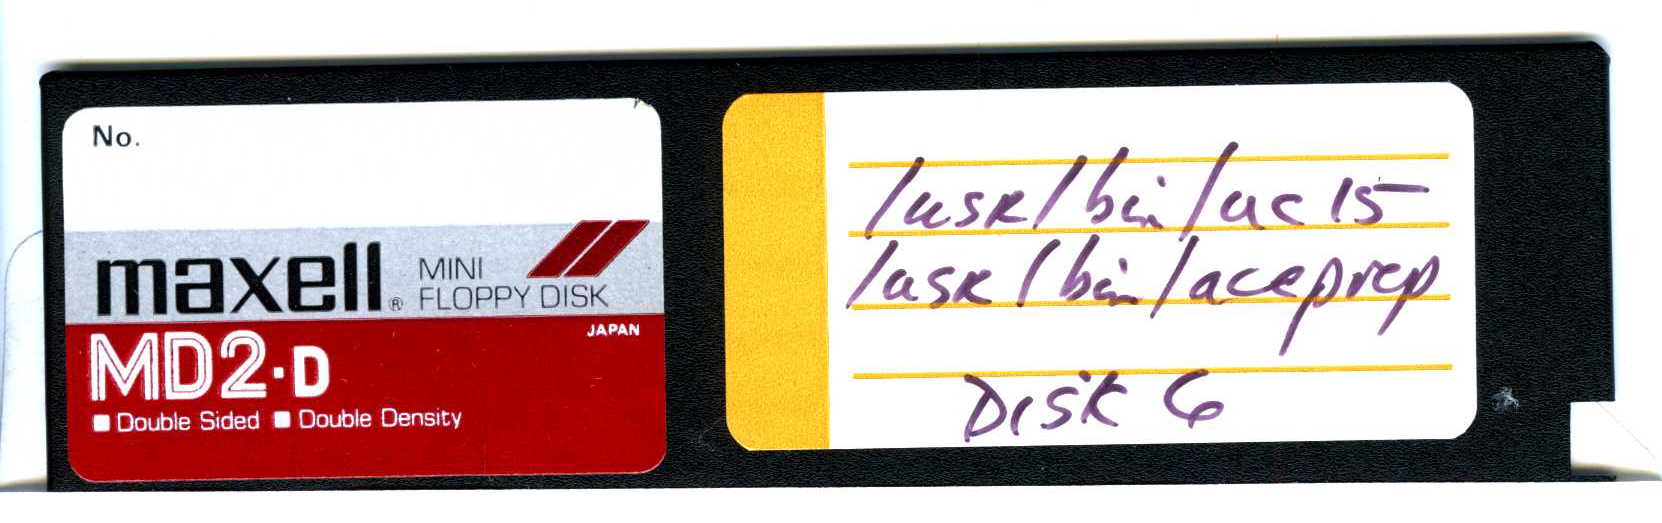 No.
maxell® MINI FLOPPY DISK
JAPAN
MD2-D
Double Sided Double Density
/usr/bin/ac15
/usr/bin/aceprep
Disk 6